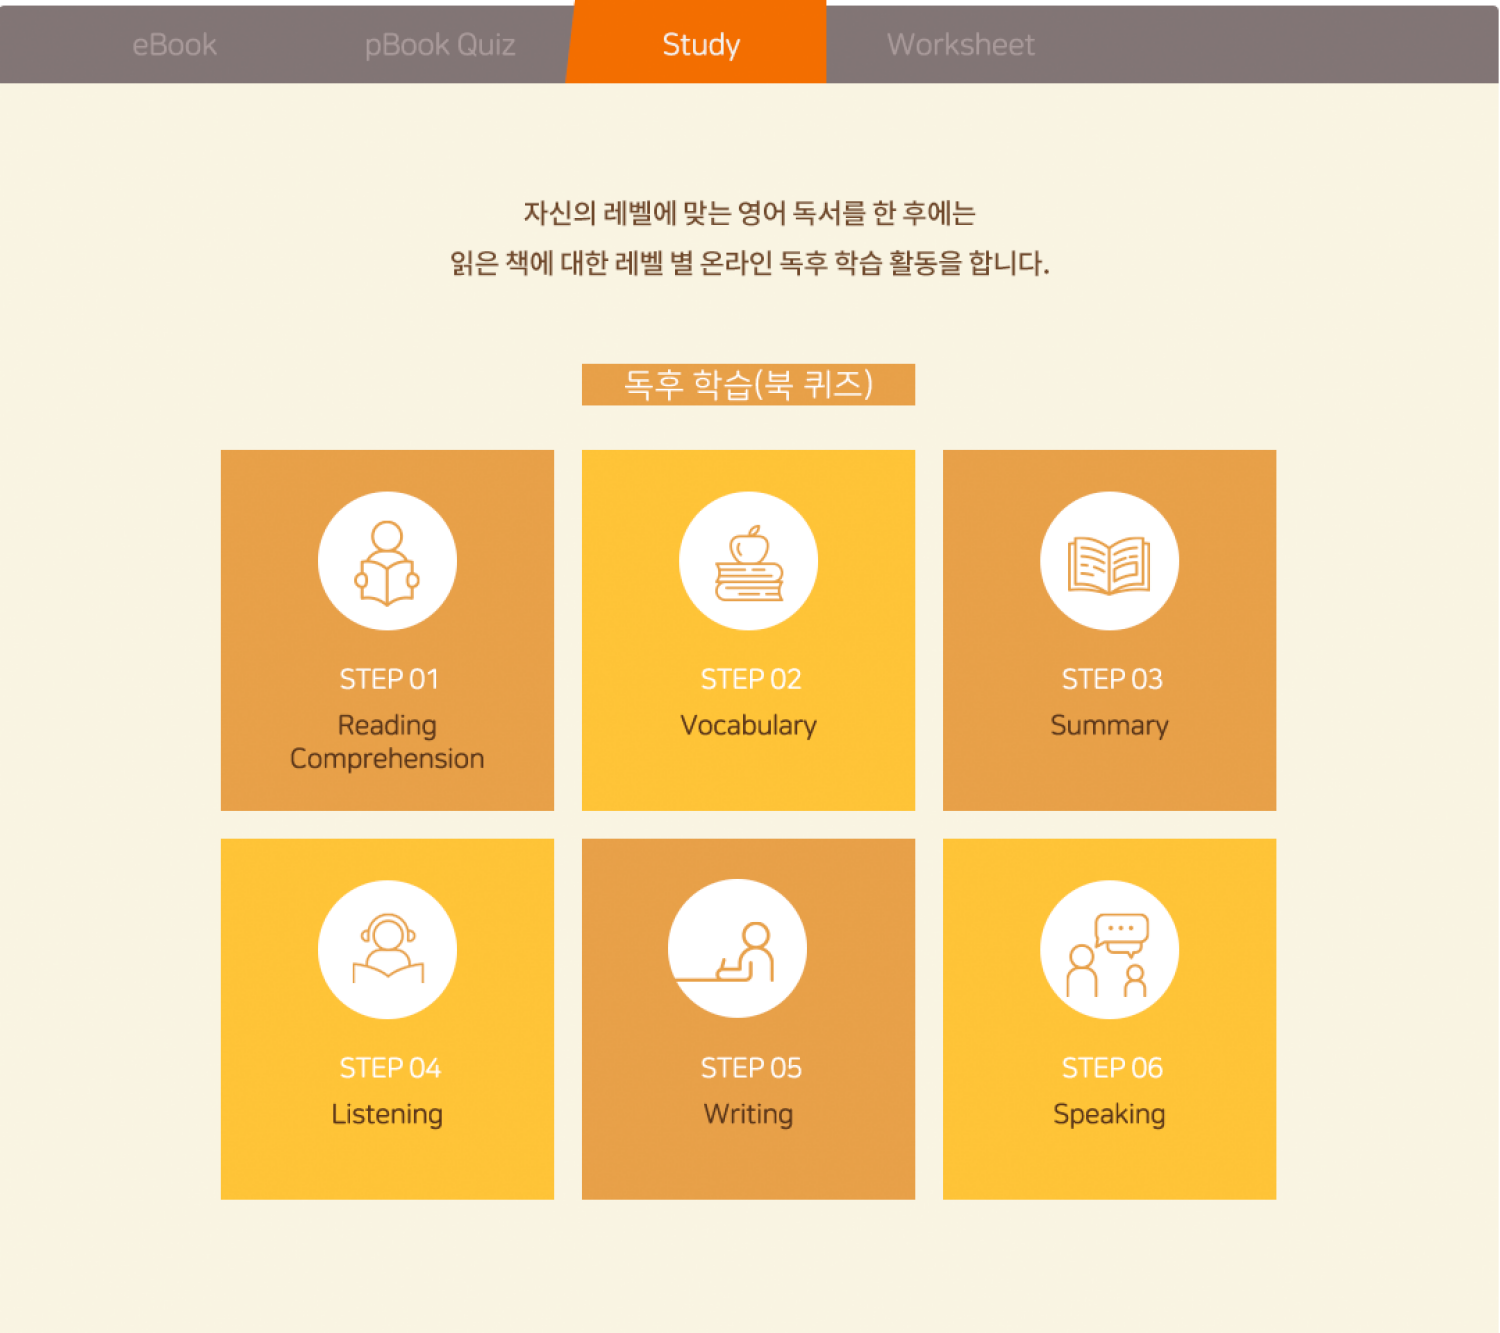 eBook
pBook Quiz
Study
Worksheet
자신의 레벨에 맞는 영어 독서를 한 후에는
읽은 책에 대한 레벨 별 온라인 독후 학습 활동을 합니다.
독후 학습(북 퀴즈)
STEP 01
Reading
Comprehension
STEP 02
Vocabulary
STEP 03
Summary
STEP 04
Listening
STEP 05
Writing
STEP 06
Speaking